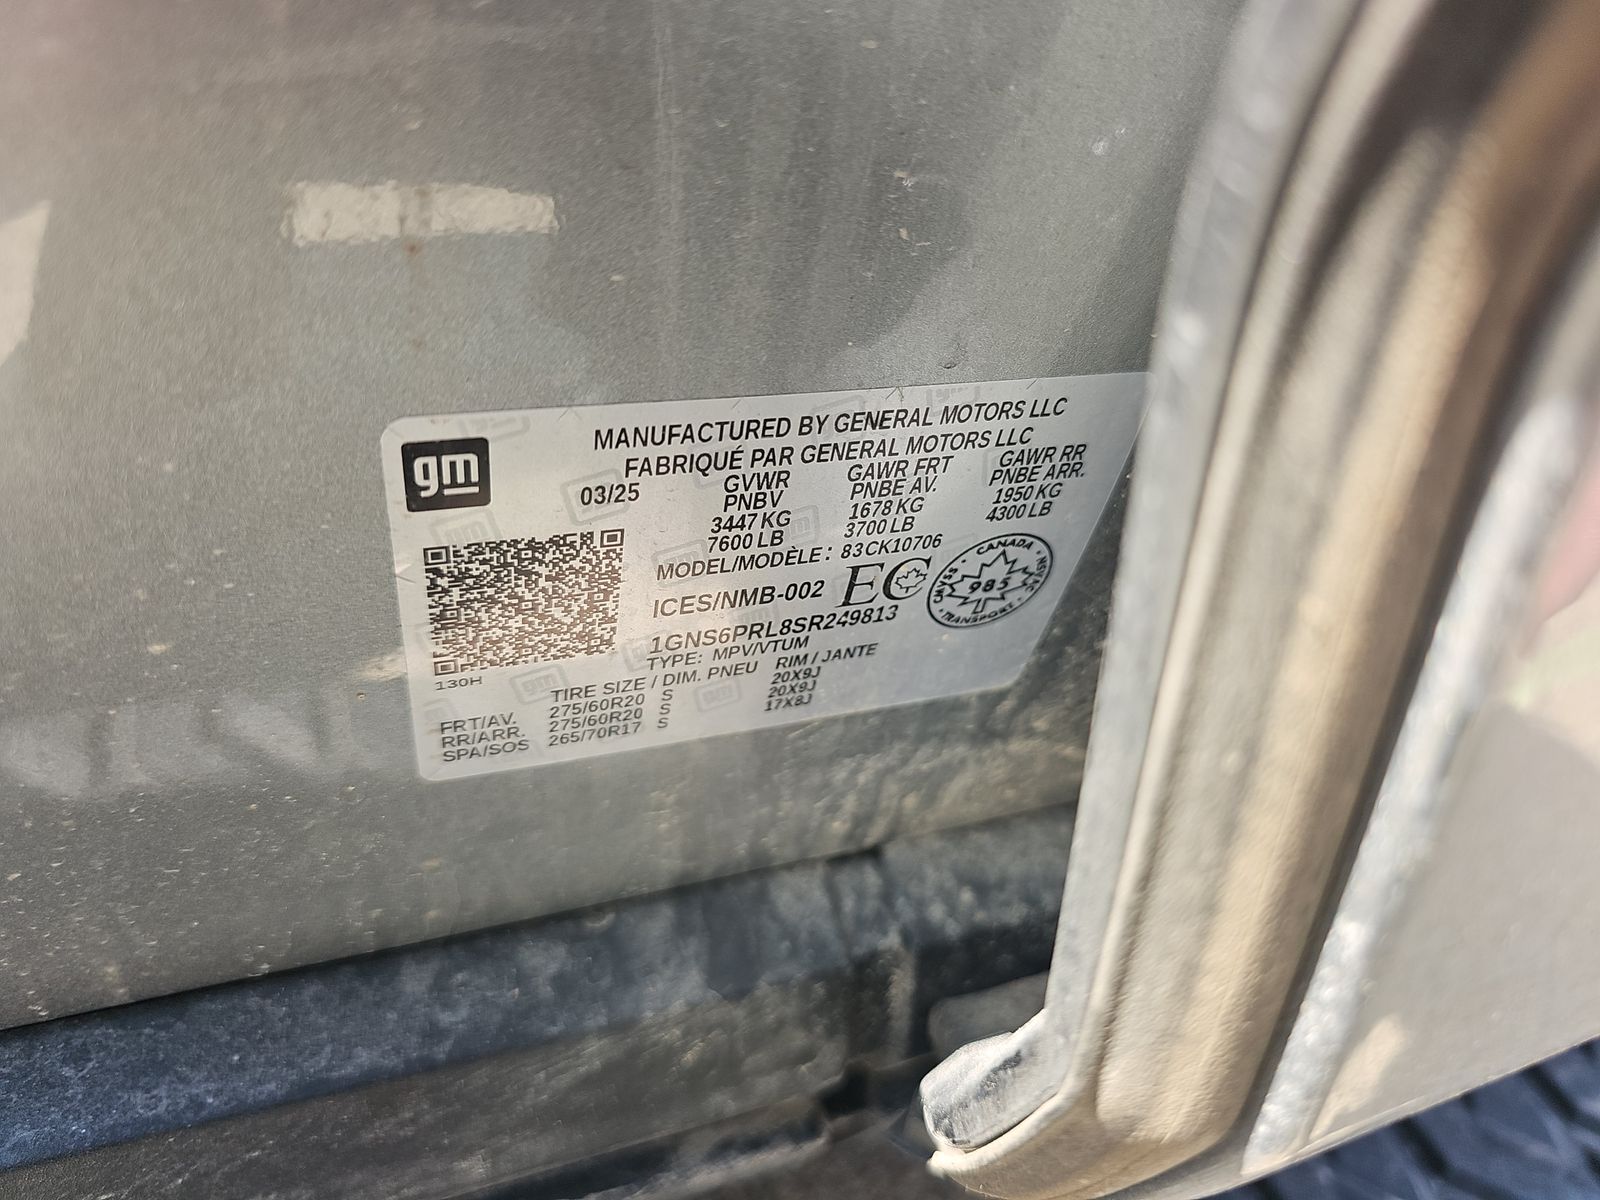 gm
MANUFACTURED BY GENERAL MOTORS LLC
FABRIQUÉ PAR GENERAL MOTORS LLC
03/25
GVWR GAWR FRT GAWR RR
PNBV PNBE AV. PNBE ARR.
3447 KG 1678 KG 1950 KG
7600 LB 3700 LB 4300 LB
MODEL/MODÈLE: 83CK10706
ICES/NMB-002 EC
CANADA
CMVSS 985 NSVAC
TRANSPORT
1GNS6PRL8SR249813
TYPE: MPV/VTUM
130H
TIRE SIZE / DIM. PNEU RIM / JANTE
FRT/AV. 275/60R20 S 20X9J
RR/ARR. 275/60R20 S 20X9J
SPA/SOS 265/70R17 S 17X8J